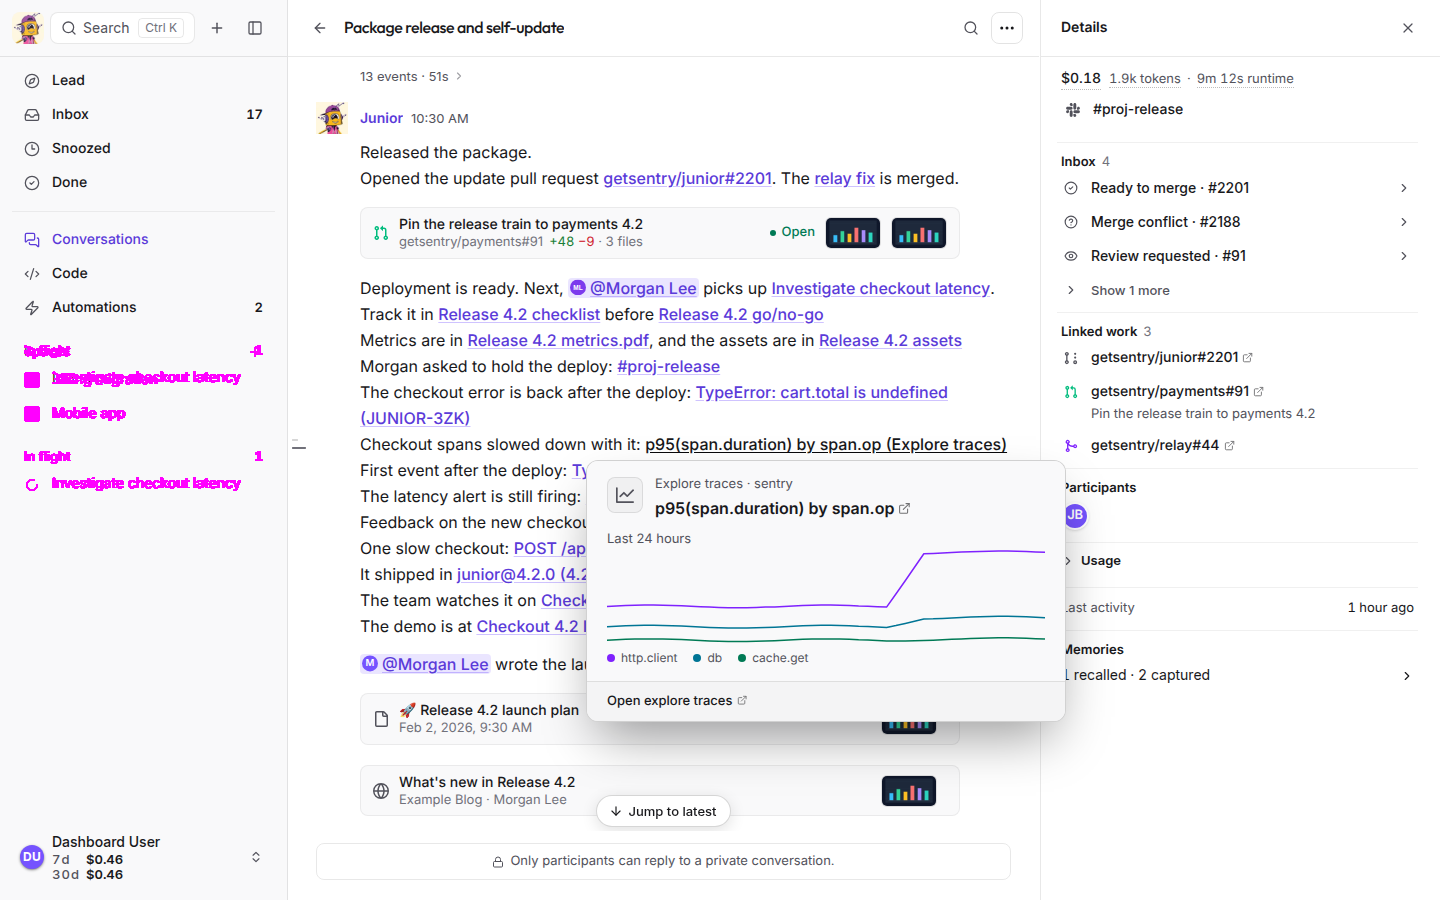 Search Ctrl K
Lead
Inbox 17
Snoozed
Done
Conversations
Code
Automations 2
Investigate checkout latency
Mobile app
In flight 1
Investigate checkout latency
Dashboard User
7d $0.46
30d $0.46
Package release and self-update
13 events · 51s
Junior 10:30 AM
Released the package.
Opened the update pull request getsentry/junior#2201. The relay fix is merged.
Pin the release train to payments 4.2
getsentry/payments#91 +48 −9 · 3 files
Open
Deployment is ready. Next, ML @Morgan Lee picks up Investigate checkout latency.
Track it in Release 4.2 checklist before Release 4.2 go/no-go
Metrics are in Release 4.2 metrics.pdf, and the assets are in Release 4.2 assets
Morgan asked to hold the deploy: #proj-release
The checkout error is back after the deploy: TypeError: cart.total is undefined
(JUNIOR-3ZK)
Checkout spans slowed down with it: p95(span.duration) by span.op (Explore traces)
First event after the deploy: Ty
The latency alert is still firing:
Feedback on the new checkou
One slow checkout: POST /ap
It shipped in junior@4.2.0 (4.2
The team watches it on Check
The demo is at Checkout 4.2 l
M @Morgan Lee wrote the lau
🚀 Release 4.2 launch plan
Feb 2, 2026, 9:30 AM
What's new in Release 4.2
Example Blog · Morgan Lee
Jump to latest
Only participants can reply to a private conversation.
Explore traces · sentry
p95(span.duration) by span.op
Last 24 hours
http.client db cache.get
Open explore traces
Details
$0.18 1.9k tokens · 9m 12s runtime
#proj-release
Inbox 4
Ready to merge · #2201
Merge conflict · #2188
Review requested · #91
Show 1 more
Linked work 3
getsentry/junior#2201
getsentry/payments#91
Pin the release train to payments 4.2
getsentry/relay#44
Participants
JB
Usage
Last activity 1 hour ago
Memories
1 recalled · 2 captured
DU